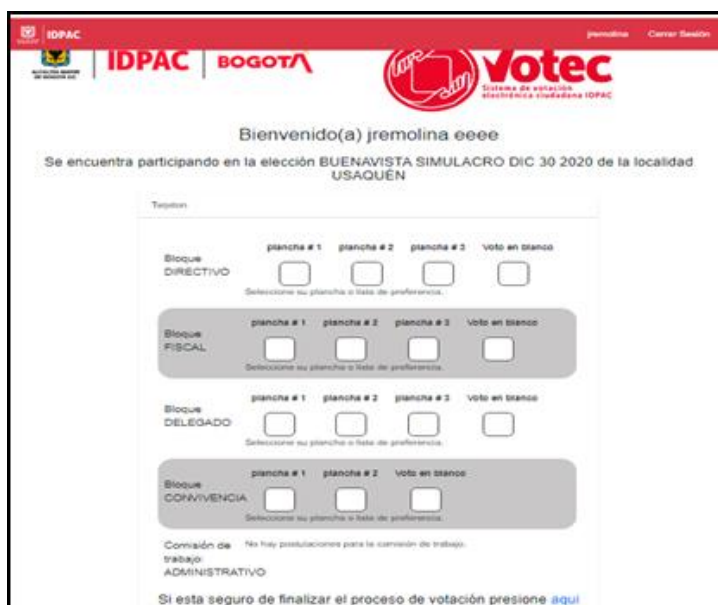 IDPAC jremolina Cerrar Sesión
ALCALDÍA MAYOR
DE BOGOTÁ D.C.
IDPAC BOGOTÁ
Votec
Sistema de votación
electrónica ciudadana IDPAC
Bienvenido(a) jremolina eeee
Se encuentra participando en la elección BUENAVISTA SIMULACRO DIC 30 2020 de la localidad
USAQUÉN
Tarjeton
plancha # 1 plancha # 2 plancha # 3 Voto en blanco
Bloque
DIRECTIVO
Seleccione su plancha o lista de preferencia.
plancha # 1 plancha # 2 plancha # 3 Voto en blanco
Bloque
FISCAL
Seleccione su plancha o lista de preferencia.
plancha # 1 plancha # 2 plancha # 3 Voto en blanco
Bloque
DELEGADO
Seleccione su plancha o lista de preferencia.
plancha # 1 plancha # 2 Voto en blanco
Bloque
CONVIVENCIA
Seleccione su plancha o lista de preferencia.
Comisión de No hay postulaciones para la comisión de trabajo.
trabajo:
ADMINISTRATIVO
Si esta seguro de finalizar el proceso de votación presione aqui